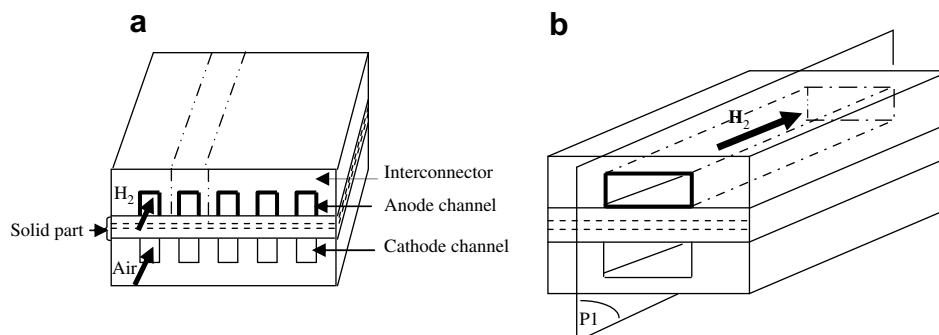 a
b
H2
Interconnector
H2
Anode channel
Solid part
Cathode channel
Air
P1